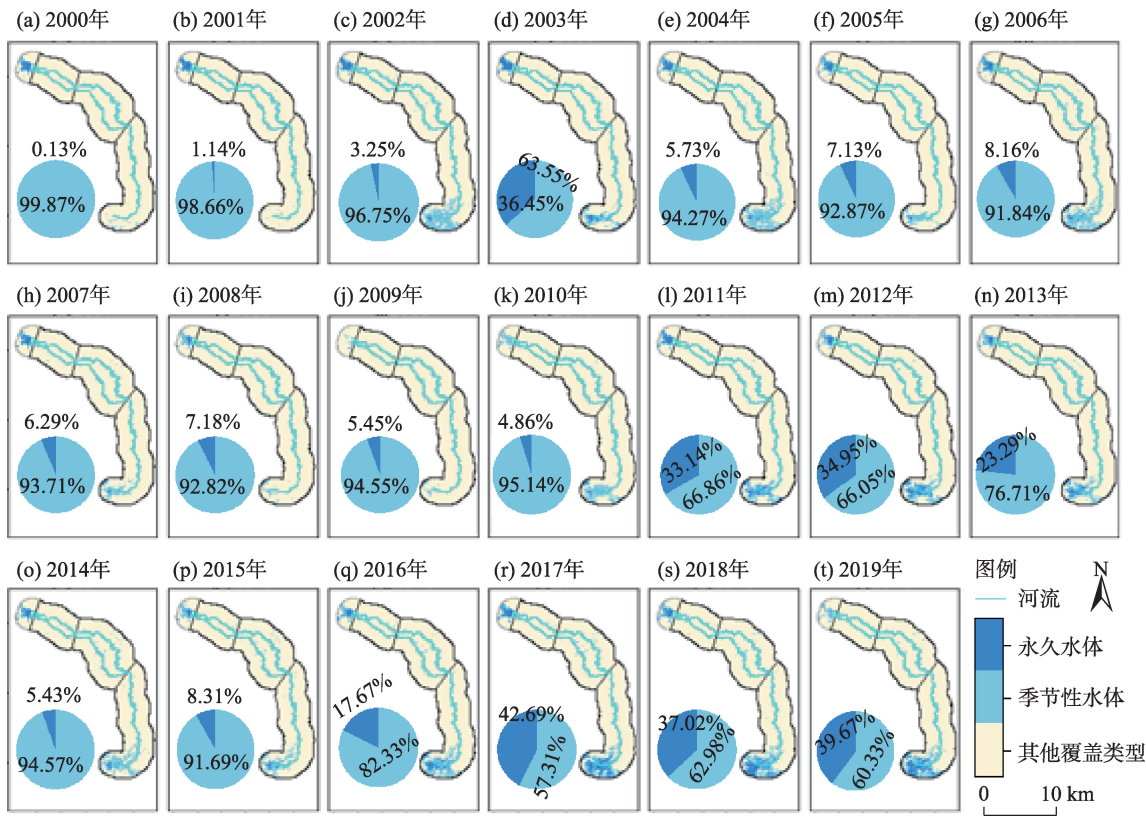 (a) 2000年
(b) 2001年
(c) 2002年
(d) 2003年
(e) 2004年
(f) 2005年
(g) 2006年
0.13%
99.87%
1.14%
98.66%
3.25%
96.75%
63.55%
36.45%
5.73%
94.27%
7.13%
92.87%
8.16%
91.84%
(h) 2007年
(i) 2008年
(j) 2009年
(k) 2010年
(l) 2011年
(m) 2012年
(n) 2013年
6.29%
93.71%
7.18%
92.82%
5.45%
94.55%
4.86%
95.14%
33.14%
66.86%
34.95%
66.05%
23.29%
76.71%
(o) 2014年
(p) 2015年
(q) 2016年
(r) 2017年
(s) 2018年
(t) 2019年
5.43%
94.57%
8.31%
91.69%
17.67%
82.33%
42.69%
57.31%
37.02%
62.98%
39.67%
60.33%
图例
N
河流
永久水体
季节性水体
其他覆盖类型
0 10 km